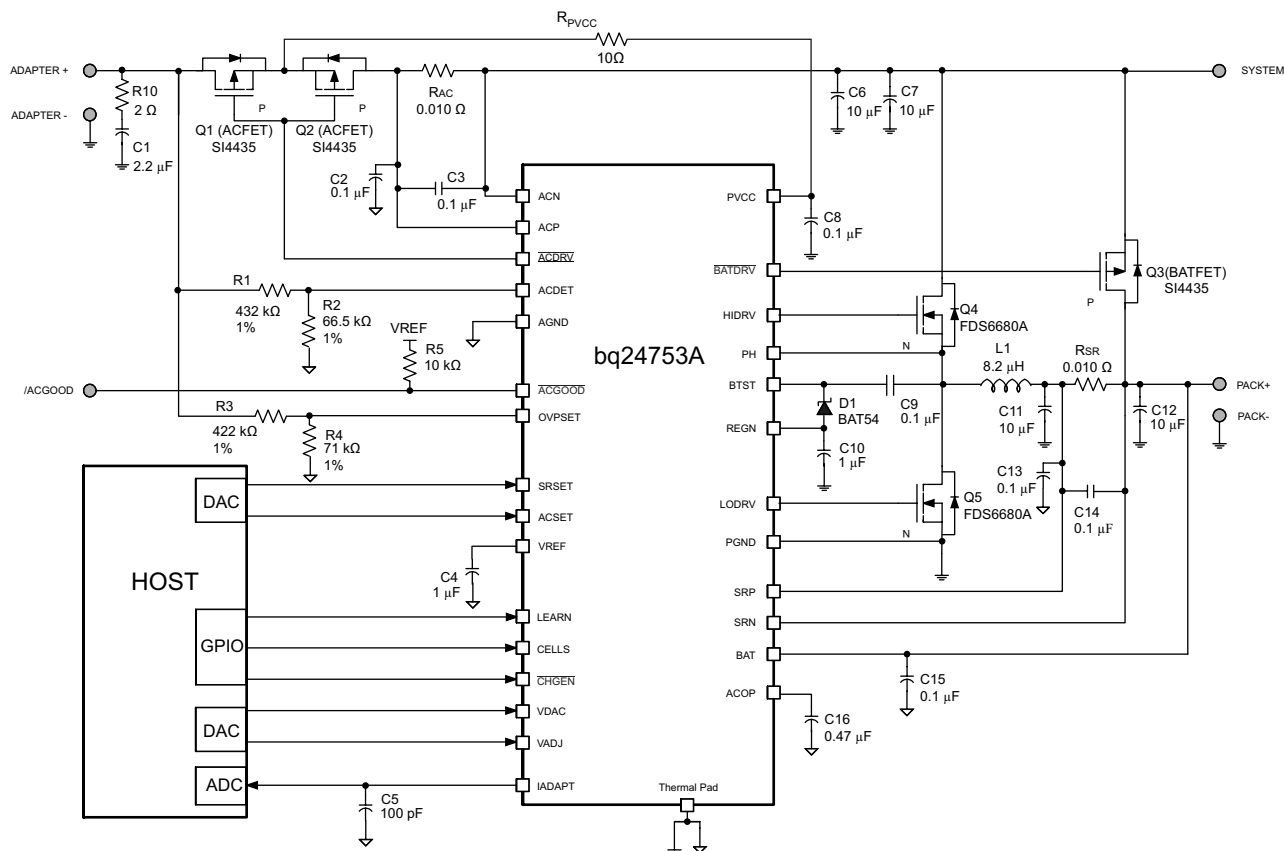 RPVCC
10Ω
ADAPTER +
SYSTEM
R10
2 Ω
P
P
RAC
0.010 Ω
C6
10 µF
C7
10 µF
ADAPTER -
Q1 (ACFET)
SI4435
Q2 (ACFET)
SI4435
C1
2.2 µF
C2
0.1 µF
C3
0.1 µF
ACN
ACP
ACDRV
ACDET
AGND
ACGOOD
OVPSET
SRSET
ACSET
VREF
LEARN
CELLS
CHGEN
VDAC
VADJ
IADAPT
bq24753A
Thermal Pad
PVCC
BATDRV
HIDRV
PH
BTST
REGN
LODRV
PGND
SRP
SRN
BAT
ACOP
C8
0.1 µF
Q3(BATFET)
SI4435
P
R1
432 kΩ
1%
R2
66.5 kΩ
1%
VREF
R5
10 kΩ
/ACGOOD
R3
422 kΩ
1%
R4
71 kΩ
1%
Q4
FDS6680A
N
L1
8.2 µH
RSR
0.010 Ω
PACK+
PACK-
D1
BAT54
C9
0.1 µF
C10
1 µF
C11
10 µF
C12
10 µF
C13
0.1 µF
C14
0.1 µF
Q5
FDS6680A
N
C15
0.1 µF
C16
0.47 µF
HOST
DAC
GPIO
DAC
ADC
C4
1 µF
C5
100 pF